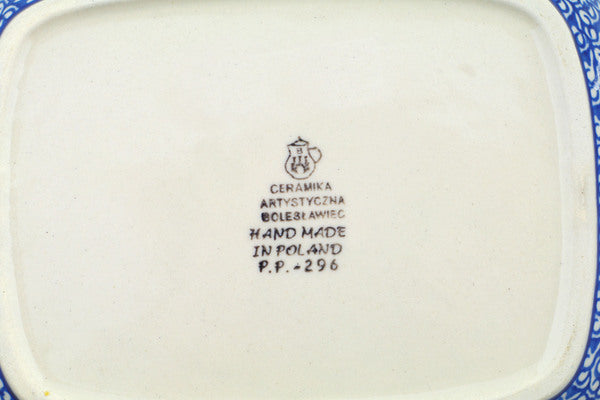 B
CERAMIKA
ARTYSTYCZNA
BOLESŁAWIEC
HAND MADE
IN POLAND
P.P. - 296